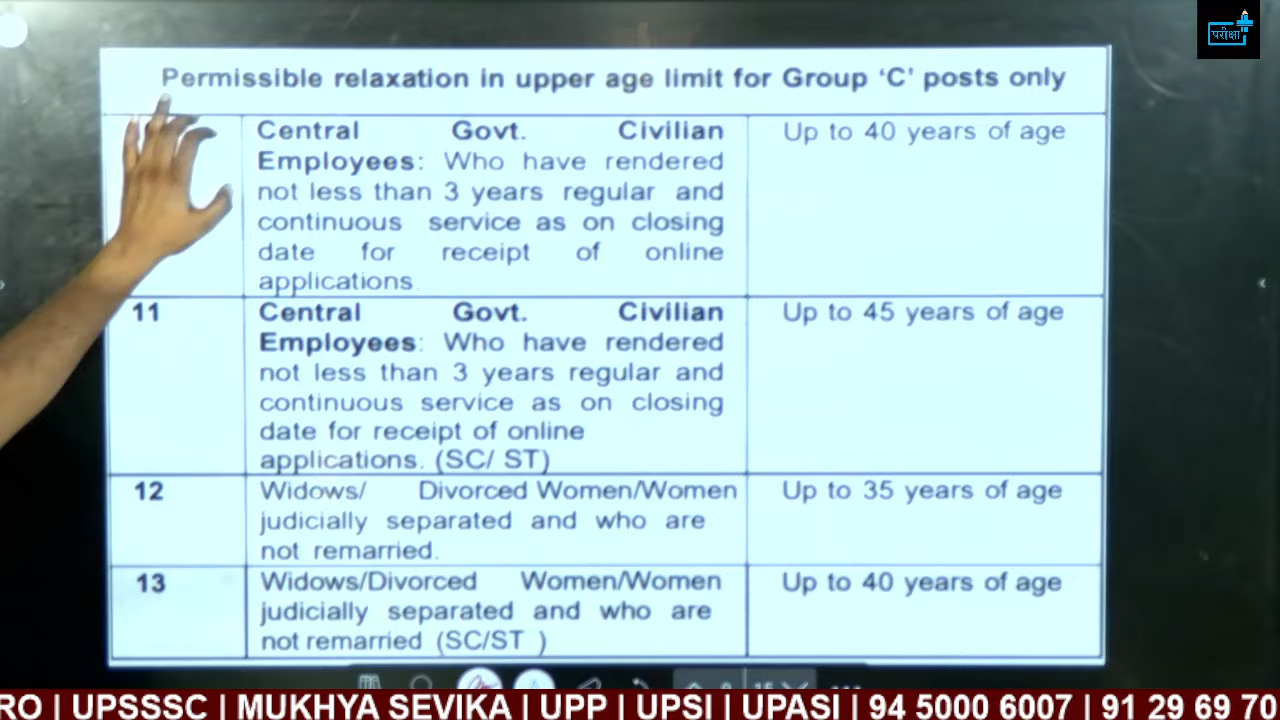 परीक्षा
Permissible relaxation in upper age limit for Group ‘C’ posts only
Central Govt. Civilian
Employees: Who have rendered
not less than 3 years regular and
continuous service as on closing
date for receipt of online
applications.
Up to 40 years of age
11
Central Govt. Civilian
Employees: Who have rendered
not less than 3 years regular and
continuous service as on closing
date for receipt of online
applications. (SC/ ST)
Up to 45 years of age
12
Widows/ Divorced Women/Women
judicially separated and who are
not remarried.
Up to 35 years of age
13
Widows/Divorced Women/Women
judicially separated and who are
not remarried (SC/ST )
Up to 40 years of age
RO | UPSSSC | MUKHYA SEVIKA | UPP | UPSI | UPASI | 94 5000 6007 | 91 29 69 70